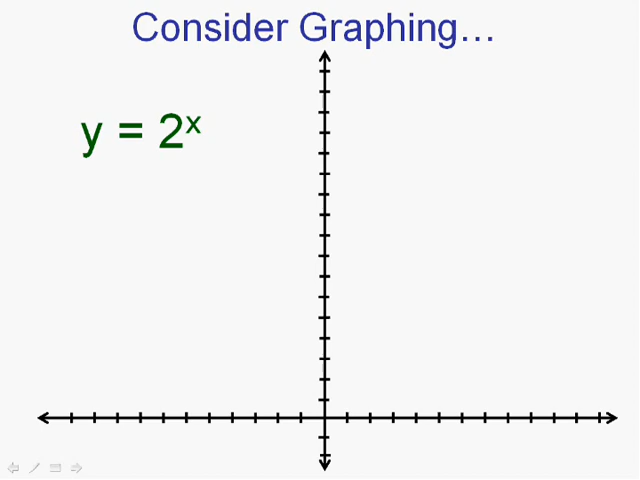 Consider Graphing…
y = 2ˣ